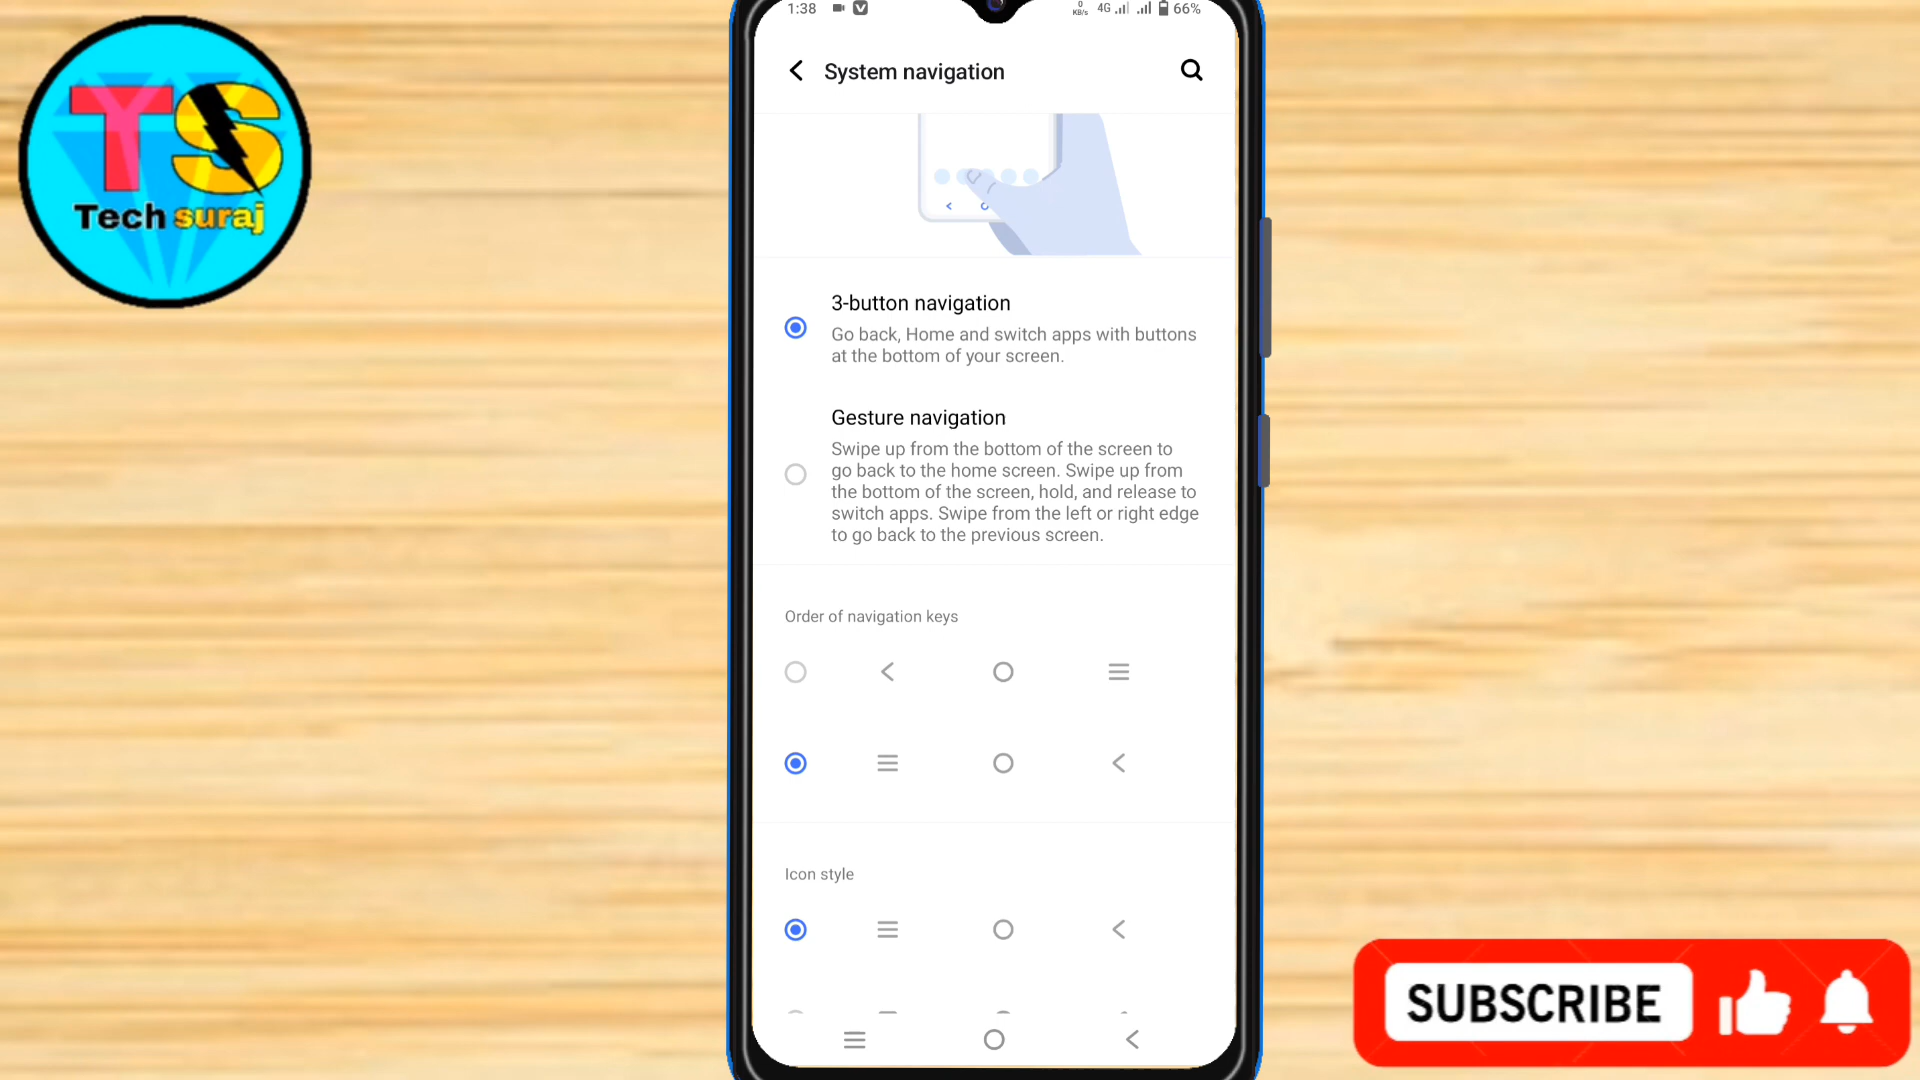 1:38
0
KB/s
4G
66%
System navigation
TS
Tech suraj
3-button navigation
Go back, Home and switch apps with buttons
at the bottom of your screen.
Gesture navigation
Swipe up from the bottom of the screen to
go back to the home screen. Swipe up from
the bottom of the screen, hold, and release to
switch apps. Swipe from the left or right edge
to go back to the previous screen.
Order of navigation keys
Icon style
SUBSCRIBE